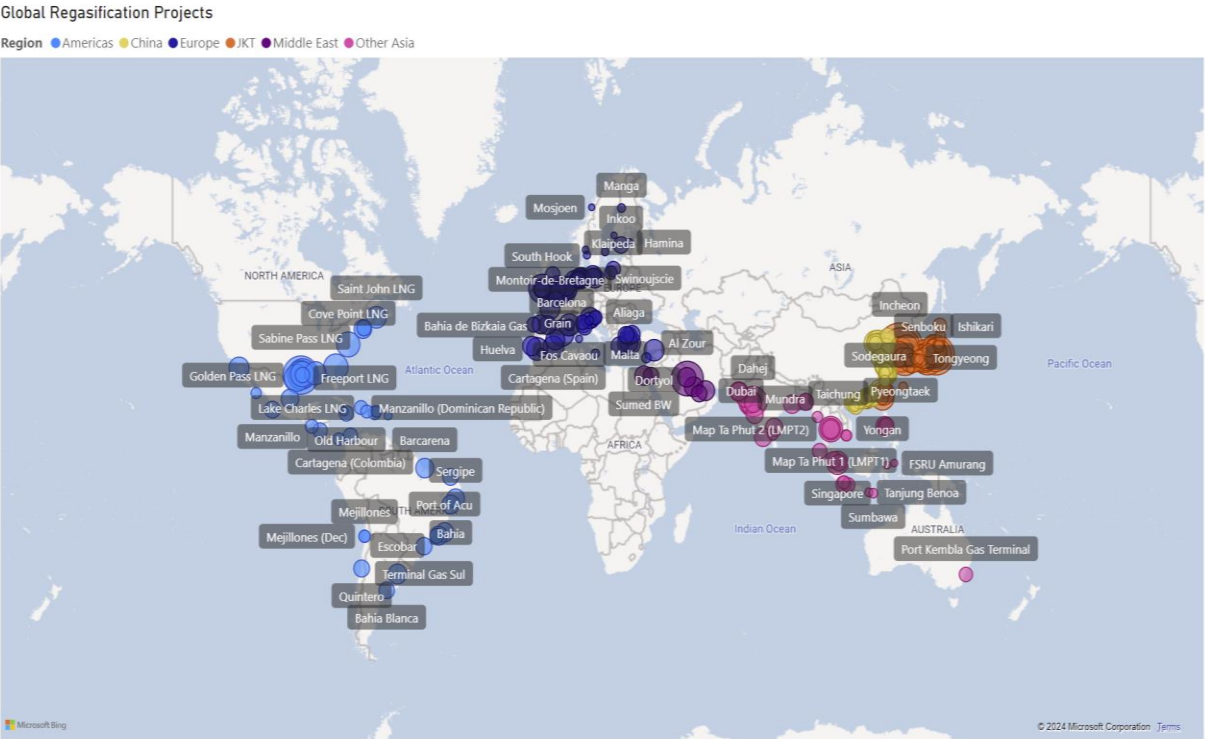 Global Regasification Projects
Region Americas China Europe JKT Middle East Other Asia
Manga
Mosjoen
Inkoo
Klaipeda
Hamina
South Hook
ASIA
NORTH AMERICA
Montoir-de-Bretagne
Swinoujscie
Saint John LNG
Barcelona
Incheon
Cove Point LNG
Aliaga
Bahia de Bizkaia Gas
Grain
Senboku
Ishikari
Sabine Pass LNG
Huelva
Fos Cavaou
Malta
Al Zour
Sodegaura
Tongyeong
Pacific Ocean
Atlantic Ocean
Dahej
Golden Pass LNG
Freeport LNG
Cartagena (Spain)
Dortyol
Dubai
Mundra
Taichung
Pyeongtaek
Lake Charles LNG
Manzanillo (Dominican Republic)
Sumed BW
Manzanillo
Old Harbour
Barcarena
AFRICA
Map Ta Phut 2 (LMPT2)
Yongan
Cartagena (Colombia)
Sergipe
Map Ta Phut 1 (LMPT1)
FSRU Amurang
Singapore
Tanjung Benoa
Mejillones
SOUTH AMERICA
Port of Acu
Sumbawa
Mejillones (Dec)
Escobar
Bahia
Indian Ocean
AUSTRALIA
Port Kembla Gas Terminal
Terminal Gas Sul
Quintero
Bahia Blanca
Microsoft Bing
© 2024 Microsoft Corporation Terms